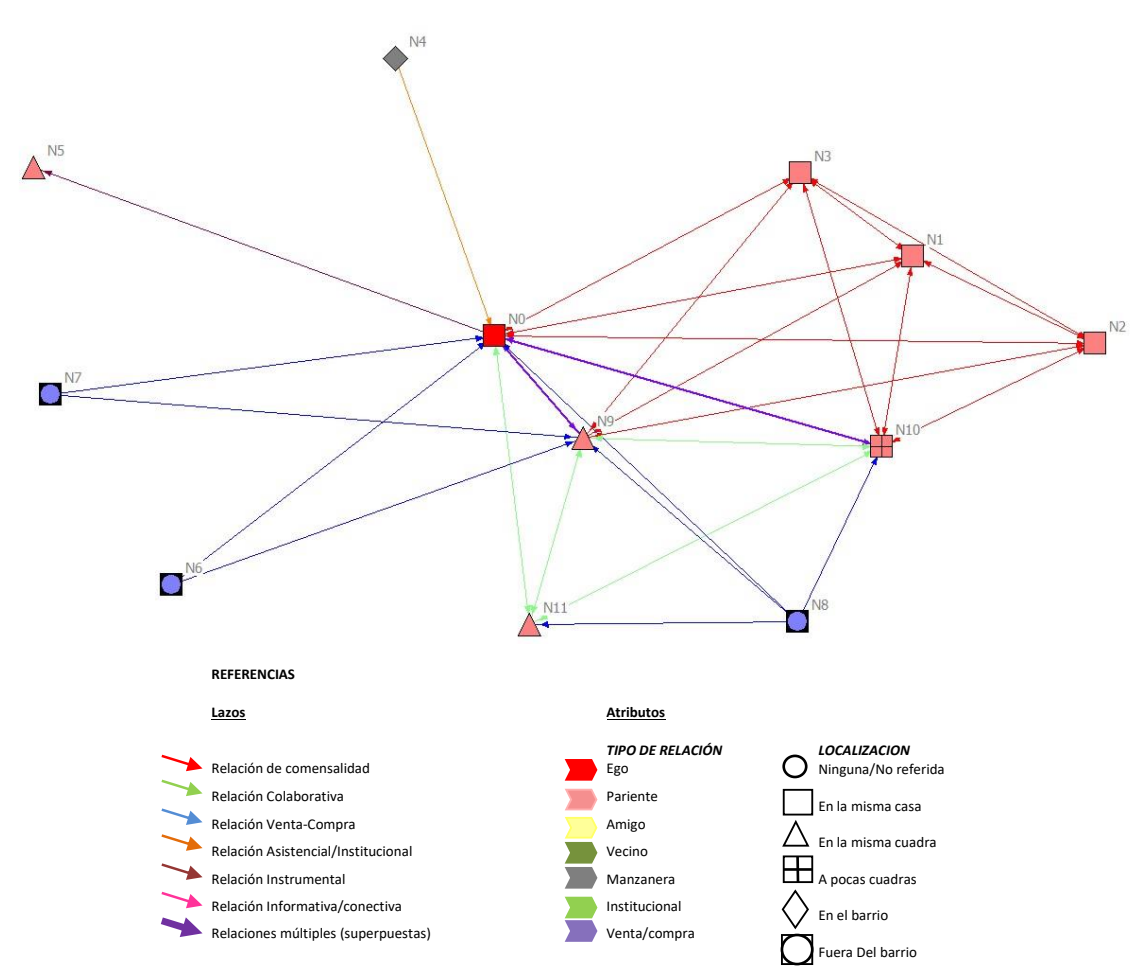 N4
N5
N3
N1
N0
N2
N7
N9
N10
N6
N11
N8
REFERENCIAS
Lazos
Atributos
TIPO DE RELACIÓN
LOCALIZACION
Relación de comensalidad
Ego
Ninguna/No referida
Relación Colaborativa
Pariente
En la misma casa
Relación Venta-Compra
Amigo
En la misma cuadra
Relación Asistencial/Institucional
Vecino
Relación Instrumental
Manzanera
A pocas cuadras
Relación Informativa/conectiva
Institucional
En el barrio
Relaciones múltiples (superpuestas)
Venta/compra
Fuera Del barrio